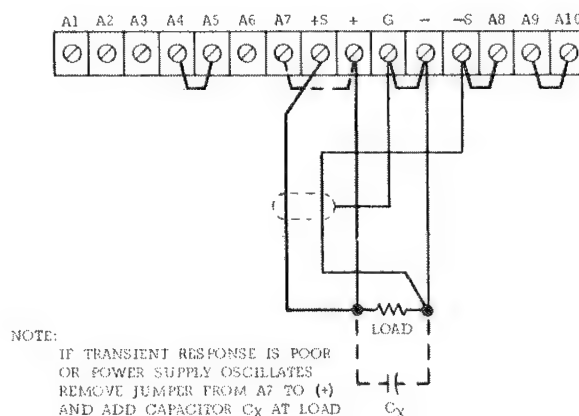 A1 A2 A3 A4 A5 A6 A7 +S + G – –S A8 A9 A10
LOAD
NOTE:
IF TRANSIENT RESPONSE IS POOR
OR POWER SUPPLY OSCILLATES
REMOVE JUMPER FROM A7 TO (+)
AND ADD CAPACITOR CX AT LOAD
CX